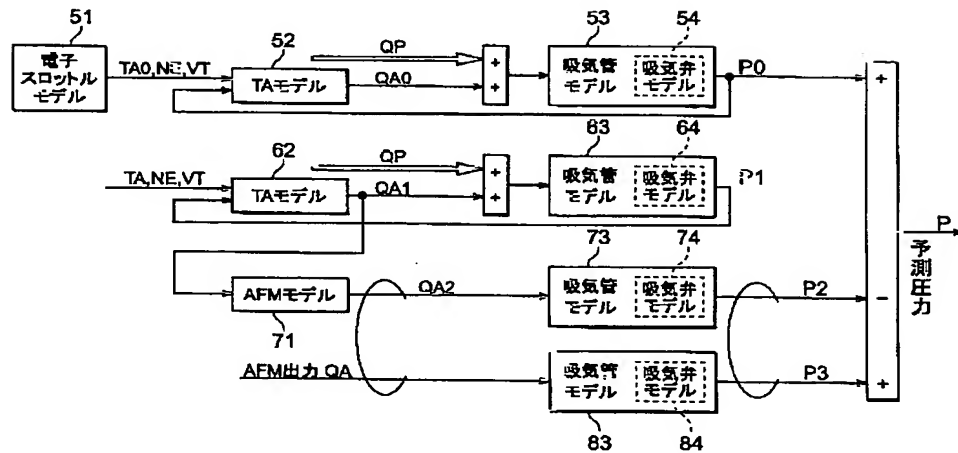 51
電子
スロットル
モデル
TA0,NE,VT
52
TAモデル
QP
QA0
+
+
53
54
吸気管
モデル
吸気弁
モデル
P0
+
62
TA,NE,VT
TAモデル
QP
QA1
+
+
63
64
吸気管
モデル
吸気弁
モデル
P1
AFMモデル
71
QA2
73
74
吸気管
モデル
吸気弁
モデル
P2
-
AFM出力 QA
吸気管
モデル
吸気弁
モデル
83
84
P3
+
P
予測圧力